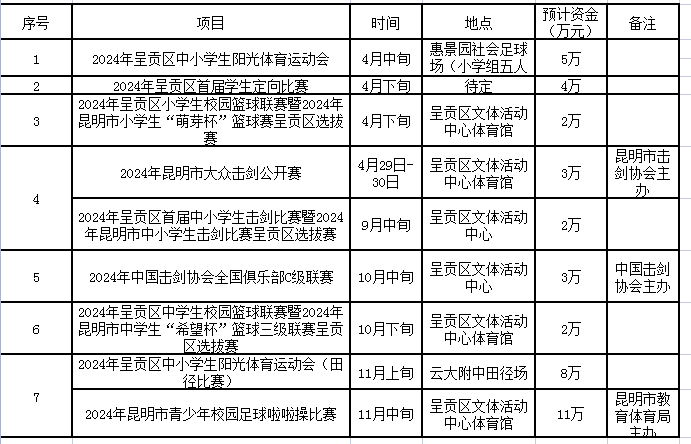 序号 项目 时间 地点 预计资金（万元） 备注
1 2024年呈贡区中小学生阳光体育运动会 4月中旬 惠景园社会足球场（小学组五人 5万
2 2024年呈贡区首届学生定向比赛 4月下旬 待定 4万
3 2024年呈贡区小学生校园篮球联赛暨2024年昆明市小学生“萌芽杯”篮球赛呈贡区选拔赛 4月下旬 呈贡区文体活动中心体育馆 2万
4 2024年昆明市大众击剑公开赛 4月29日-30日 呈贡区文体活动中心体育馆 3万 昆明市击剑协会主办
2024年呈贡区首届中小学生击剑比赛暨2024年昆明市中小学生击剑比赛呈贡区选拔赛 9月中旬 呈贡区文体活动中心 2万
5 2024年中国击剑协会全国俱乐部C级联赛 10月中旬 呈贡区文体活动中心 3万 中国击剑协会主办
6 2024年呈贡区中学生校园篮球联赛暨2024年昆明市中学生“希望杯”篮球三级联赛呈贡区选拔赛 10月下旬 呈贡区文体活动中心体育馆 2万
7 2024年呈贡区中小学生阳光体育运动会（田径比赛） 11月上旬 云大附中田径场 8万
2024年昆明市青少年校园足球啦啦操比赛 11月中旬 呈贡区文体活动中心体育馆 11万 昆明市教育体育局主办